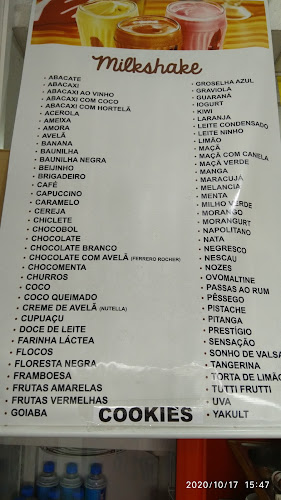 Milkshake
• ABACATE
• ABACAXI
• ABACAXI AO VINHO
• ABACAXI COM COCO
• ABACAXI COM HORTELÃ
• ACEROLA
• AMEIXA
• AMORA
• AVELÃ
• BANANA
• BAUNILHA
• BAUNILHA NEGRA
• BEIJINHO
• BRIGADEIRO
• CAFÉ
• CAPUCCINO
• CARAMELO
• CEREJA
• CHICLETE
• CHOCOBOL
• CHOCOLATE
• CHOCOLATE BRANCO
• CHOCOLATE COM AVELÃ (FERRERO ROCHER)
• CHOCOMENTA
• CHURROS
• COCO
• COCO QUEIMADO
• CREME DE AVELÃ (NUTELLA)
• CUPUAÇU
• DOCE DE LEITE
• FARINHA LÁCTEA
• FLOCOS
• FLORESTA NEGRA
• FRAMBOESA
• FRUTAS AMARELAS
• FRUTAS VERMELHAS
• GOIABA
• GROSELHA AZUL
• GRAVIOLA
• GUARANÁ
• IOGURT
• KIWI
• LARANJA
• LEITE CONDENSADO
• LEITE NINHO
• LIMÃO
• MAÇÃ
• MAÇÃ COM CANELA
• MAÇÃ VERDE
• MANGA
• MARACUJA
• MELANCIA
• MENTA
• MILHO VERDE
• MORANGO
• MORANGURT
• NAPOLITANO
• NATA
• NEGRESCO
• NESCAU
• NOZES
• OVOMALTINE
• PASSAS AO RUM
• PÊSSEGO
• PISTACHE
• PITANGA
• PRESTÍGIO
• SENSAÇÃO
• SONHO DE VALSA
• TANGERINA
• TORTA DE LIMÃO
• TUTTI FRUTTI
• UVA
• YAKULT
COOKIES
2020/10/17 15:47